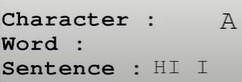 Character : A
Word :
Sentence : HI I